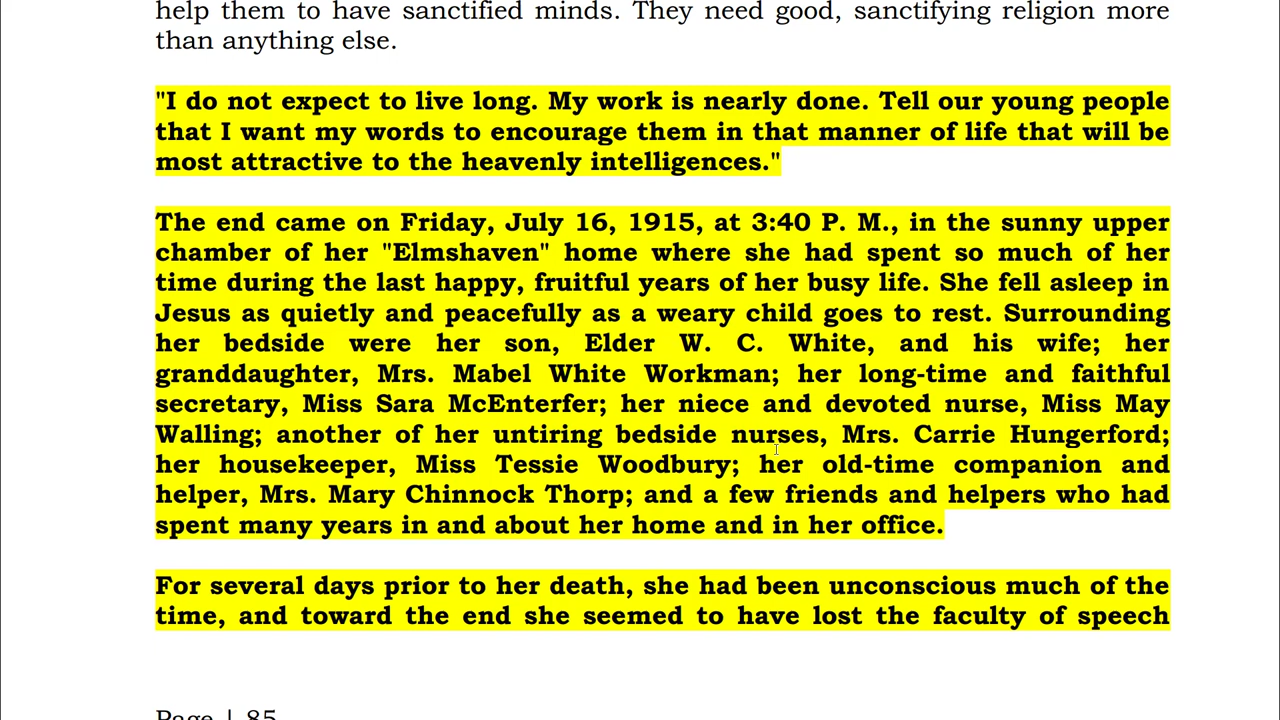 help them to have sanctified minds. They need good, sanctifying religion more
than anything else.
"I do not expect to live long. My work is nearly done. Tell our young people
that I want my words to encourage them in that manner of life that will be
most attractive to the heavenly intelligences."
The end came on Friday, July 16, 1915, at 3:40 P. M., in the sunny upper
chamber of her "Elmshaven" home where she had spent so much of her
time during the last happy, fruitful years of her busy life. She fell asleep in
Jesus as quietly and peacefully as a weary child goes to rest. Surrounding
her bedside were her son, Elder W. C. White, and his wife; her
granddaughter, Mrs. Mabel White Workman; her long-time and faithful
secretary, Miss Sara McEnterfer; her niece and devoted nurse, Miss May
Walling; another of her untiring bedside nurses, Mrs. Carrie Hungerford;
her housekeeper, Miss Tessie Woodbury; her old-time companion and
helper, Mrs. Mary Chinnock Thorp; and a few friends and helpers who had
spent many years in and about her home and in her office.
For several days prior to her death, she had been unconscious much of the
time, and toward the end she seemed to have lost the faculty of speech
Page | 85